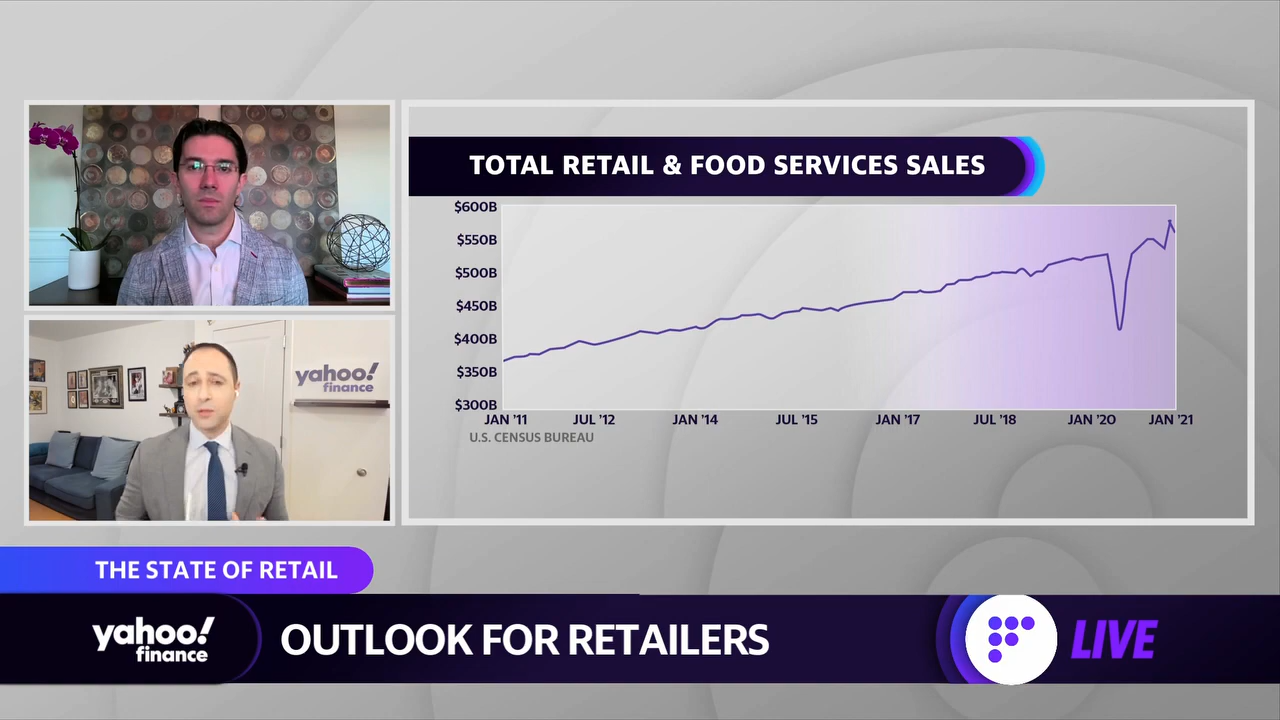 TOTAL RETAIL & FOOD SERVICES SALES
$600B
$550B
$500B
$450B
$400B
$350B
$300B
JAN '11 JUL '12 JAN '14 JUL '15 JAN '17 JUL '18 JAN '20 JAN '21
U.S. CENSUS BUREAU
yahoo!
finance
THE STATE OF RETAIL
yahoo!
finance
OUTLOOK FOR RETAILERS
LIVE